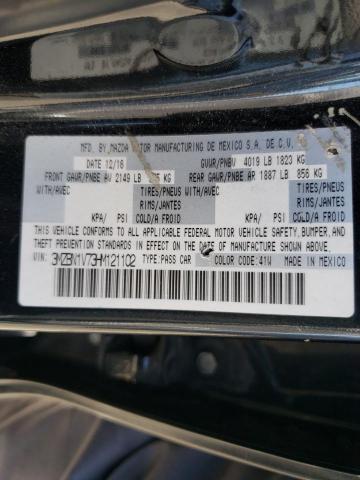 MFD. BY MAZDA MOTOR MANUFACTURING DE MEXICO S.A. DE C.V.
DATE 12/16 GVWR/PNBV 4019 LB 1823 KG
FRONT GAWR/PNBE AV 2149 LB KG REAR GAWR/PNBE AR 1887 LB 856 KG
WITH/AVEC TIRES/PNEUS WITH/AVEC TIRES/PNEUS
RIMS/JANTES RIMS/JANTES
KPA/ PSI COLD/A FROID KPA/ PSI COLD/A FROID
THIS VEHICLE CONFORMS TO ALL APPLICABLE FEDERAL MOTOR VEHICLE SAFETY, BUMPER,
AND THEFT PREVENTION STANDARDS IN EFFECT ON THE DATE OF MANUFACTURE SHOWN ABOVE.
VIN: 3MZBN1V73HM121102 TYPE:PASS CAR COLOR CODE:41W MADE IN MEXICO